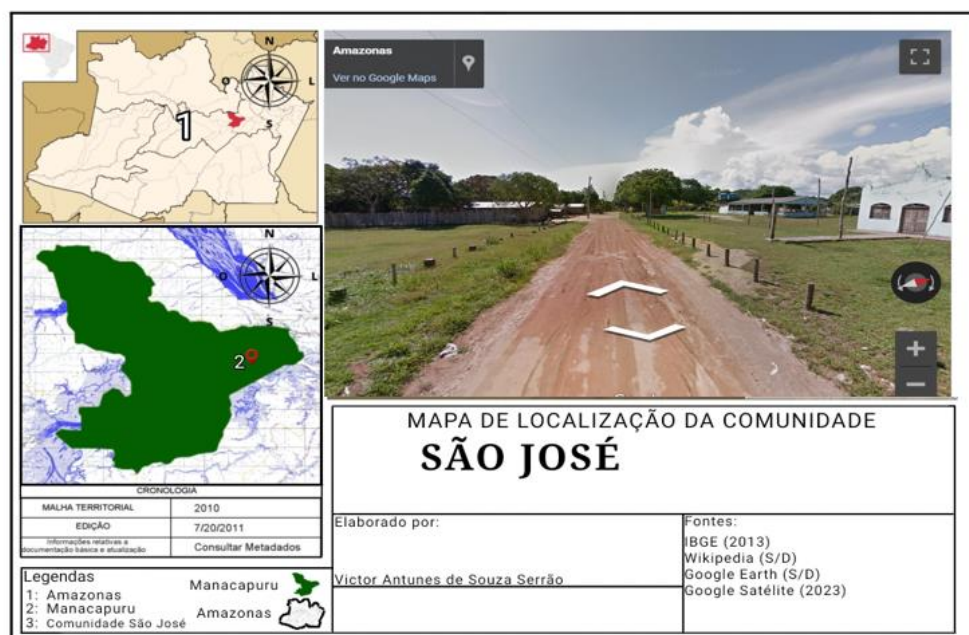 N
O
L
S
1
Amazonas
Ver no Google Maps
N
O
L
S
2
CRONOLOGIA
MALHA TERRITORIAL 2010
EDIÇÃO 7/20/2011
Informações relativas a
documentação básica e atualização Consultar Metadados
Legendas
1: Amazonas
2: Manacapuru
3: Comunidade São José
Manacapuru
Amazonas
MAPA DE LOCALIZAÇÃO DA COMUNIDADE
SÃO JOSÉ
Elaborado por:
Victor Antunes de Souza Serrão
Fontes:
IBGE (2013)
Wikipedia (S/D)
Google Earth (S/D)
Google Satélite (2023)